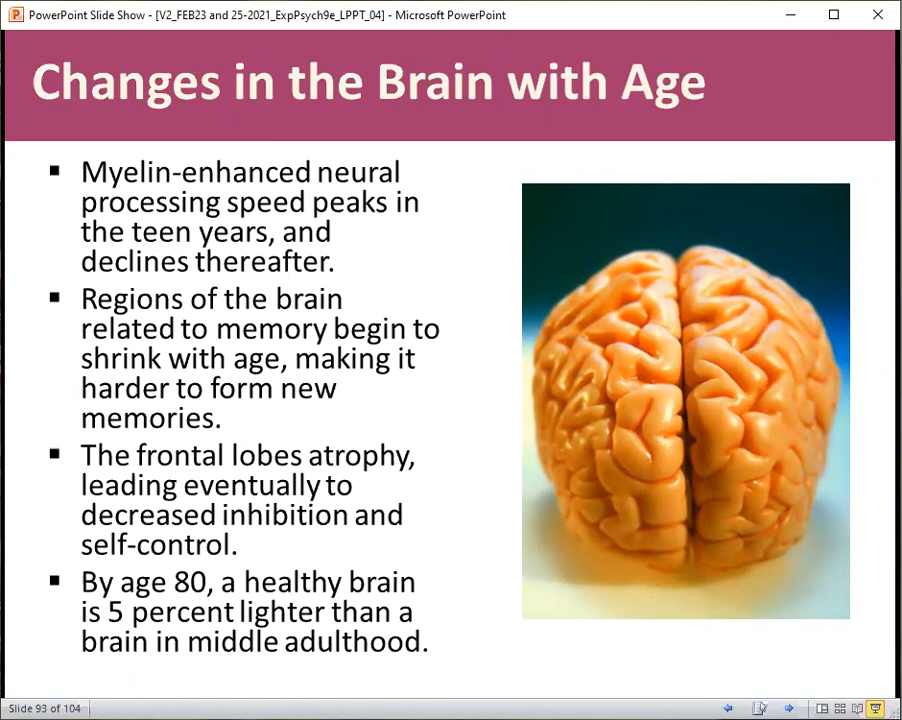 PowerPoint Slide Show - [V2_FEB23 and 25-2021_ExpPsych9e_LPPT_04] - Microsoft PowerPoint
Changes in the Brain with Age
▪ Myelin-enhanced neural
processing speed peaks in
the teen years, and
declines thereafter.
▪ Regions of the brain
related to memory begin to
shrink with age, making it
harder to form new
memories.
▪ The frontal lobes atrophy,
leading eventually to
decreased inhibition and
self-control.
▪ By age 80, a healthy brain
is 5 percent lighter than a
brain in middle adulthood.
Slide 93 of 104